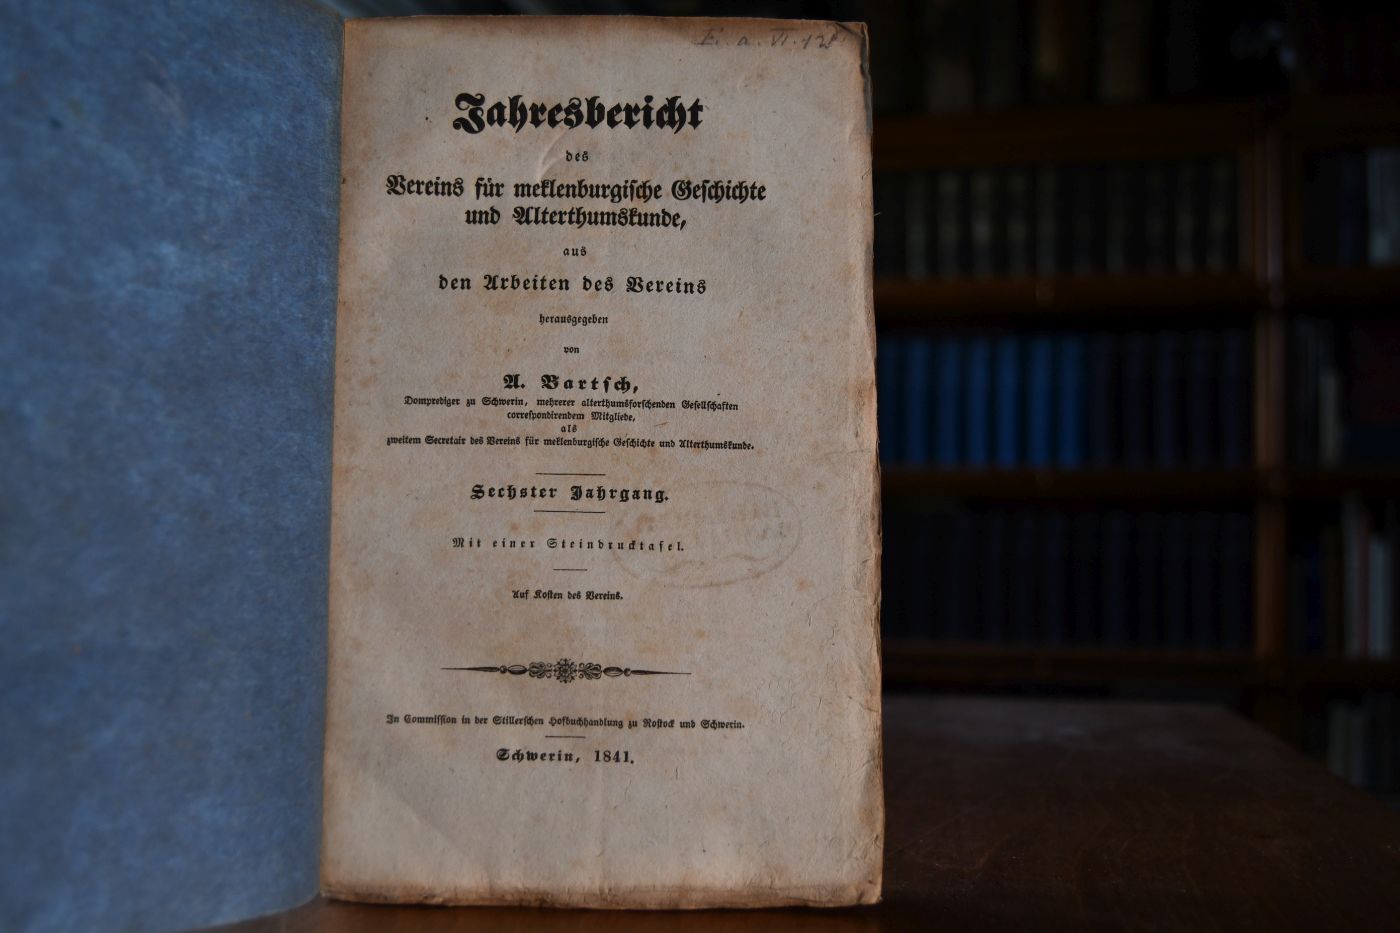 Jahresbericht
des
Vereins für meklenburgische Geschichte
und Alterthumskunde,
aus
den Arbeiten des Vereins
herausgegeben
von
A. Bartsch,
Domprediger zu Schwerin, mehrerer alterthumsforschenden Gesellschaften
correspondirendem Mitgliede,
als
zweitem Secretair des Vereins für meklenburgische Geschichte und Alterthumskunde.
Sechster Jahrgang.
Mit einer Steindrucktafel.
Auf Kosten des Vereins.
In Commission in der Stillerschen Hofbuchhandlung zu Rostock und Schwerin.
Schwerin, 1841.